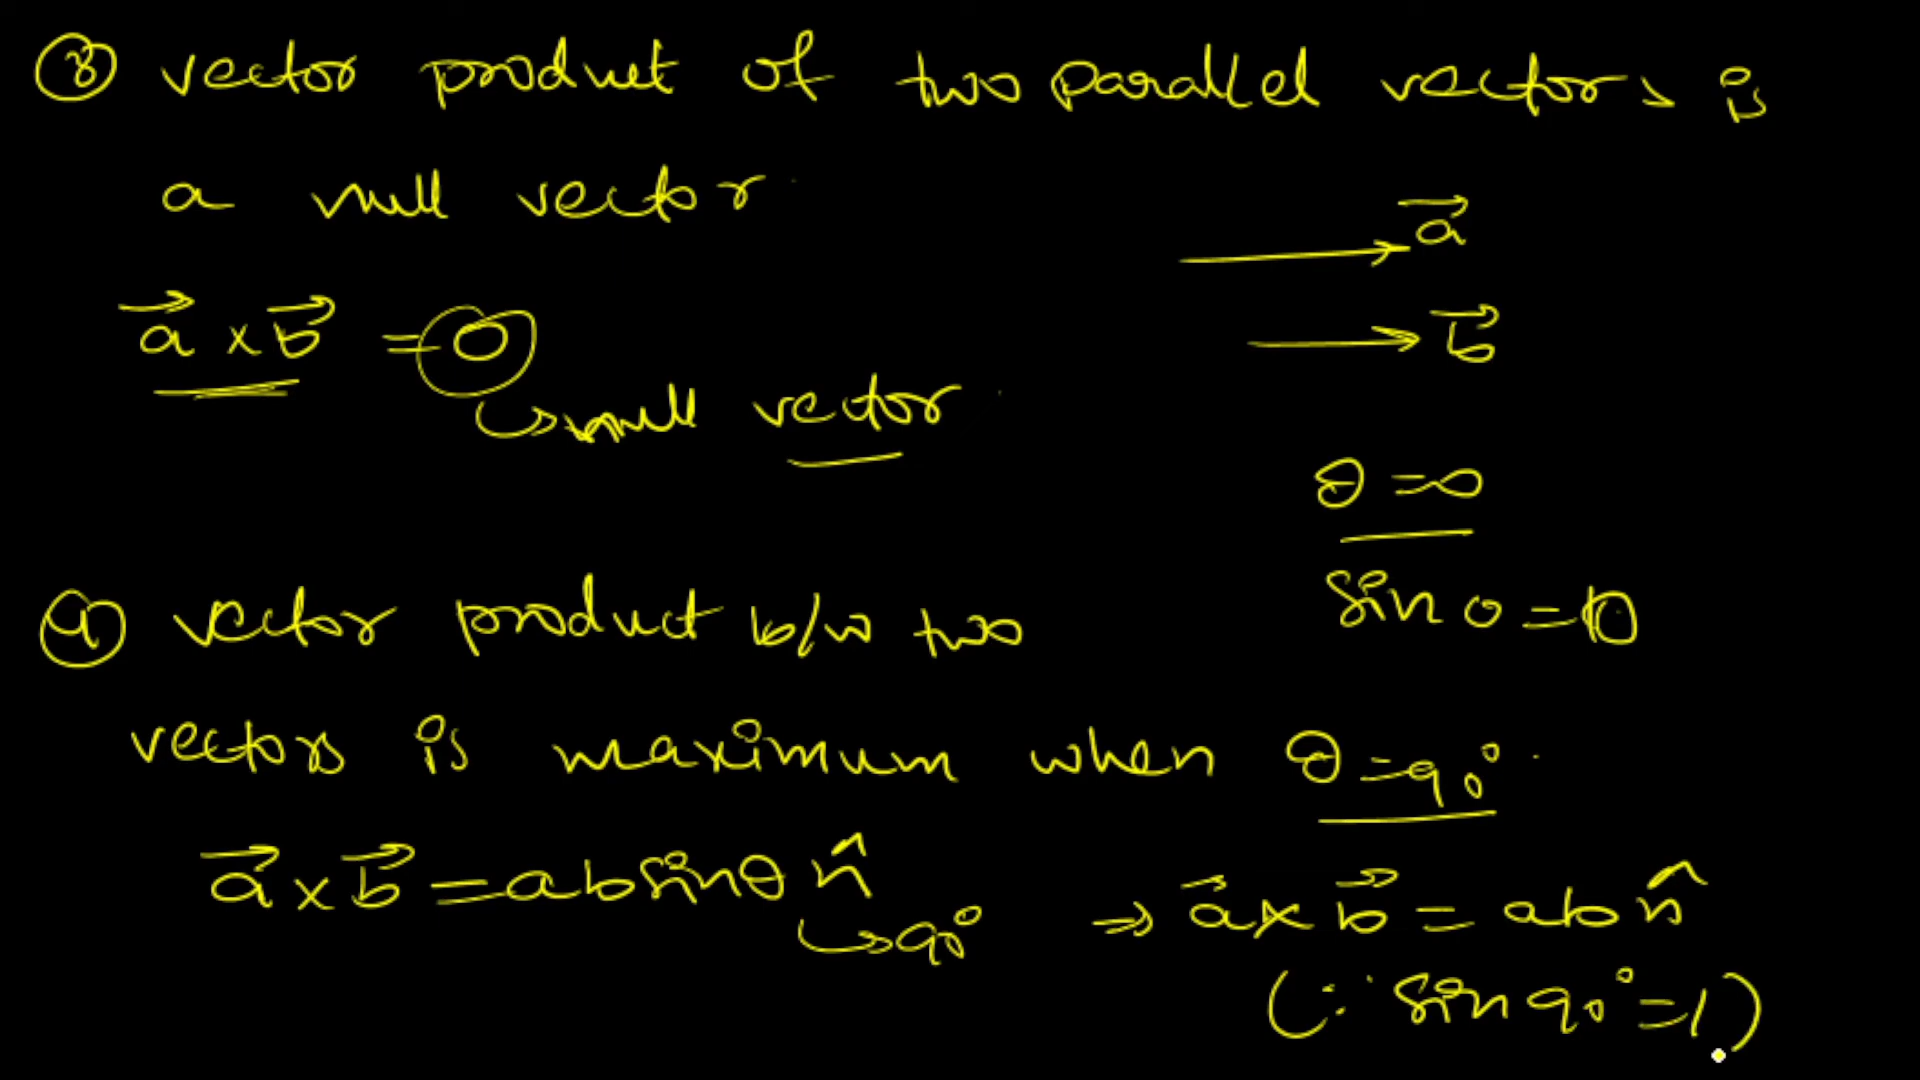 ③ vector product of two parallel vectors is
a null vector
→a
→b
a⃗ × b⃗ = 0
↪ null vector
θ = 0
sin 0 = 0
④ vector product b/w two
vectors is maximum when θ = 90°.
a⃗ × b⃗ = ab sin θ n̂
↪ 90°
⇒ a⃗ × b⃗ = ab n̂
(∵ sin 90° = 1)